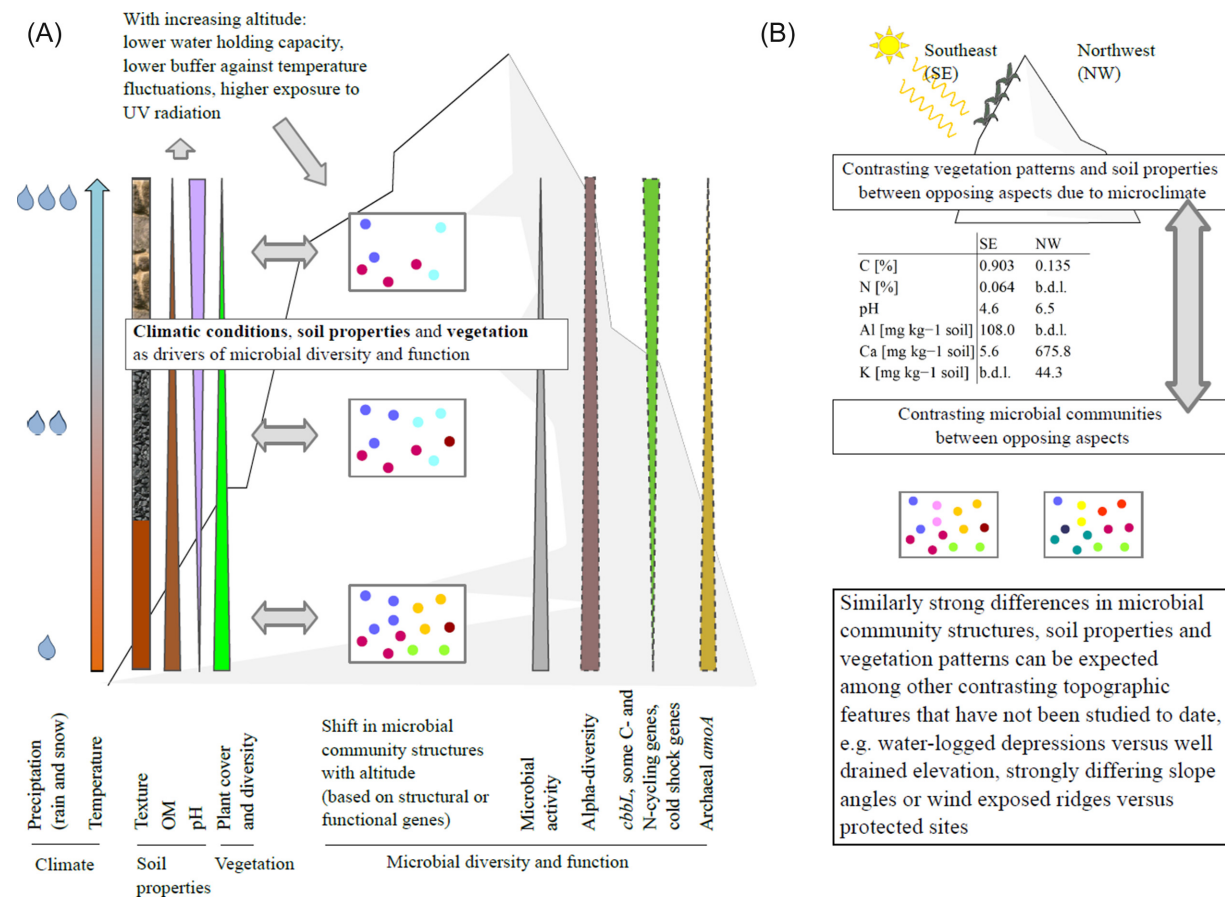 (A)
With increasing altitude:
lower water holding capacity,
lower buffer against temperature
fluctuations, higher exposure to
UV radiation
Climatic conditions, soil properties and vegetation
as drivers of microbial diversity and function
Precipitation
(rain and snow)
Temperature
Texture
OM
pH
Plant cover
and diversity
Shift in microbial
community structures
with altitude
(based on structural or
functional genes)
Microbial
activity
Alpha-diversity
cbbL, some C- and
N-cycling genes,
cold shock genes
Archaeal amoA
Climate
Soil
properties
Vegetation
Microbial diversity and function
(B)
Southeast
(SE)
Northwest
(NW)
Contrasting vegetation patterns and soil properties
between opposing aspects due to microclimate
SE NW
C [%] 0.903 0.135
N [%] 0.064 b.d.l.
pH 4.6 6.5
Al [mg kg−1 soil] 108.0 b.d.l.
Ca [mg kg−1 soil] 5.6 675.8
K [mg kg−1 soil] b.d.l. 44.3
Contrasting microbial communities
between opposing aspects
Similarly strong differences in microbial
community structures, soil properties and
vegetation patterns can be expected
among other contrasting topographic
features that have not been studied to date,
e.g. water-logged depressions versus well
drained elevation, strongly differing slope
angles or wind exposed ridges versus
protected sites